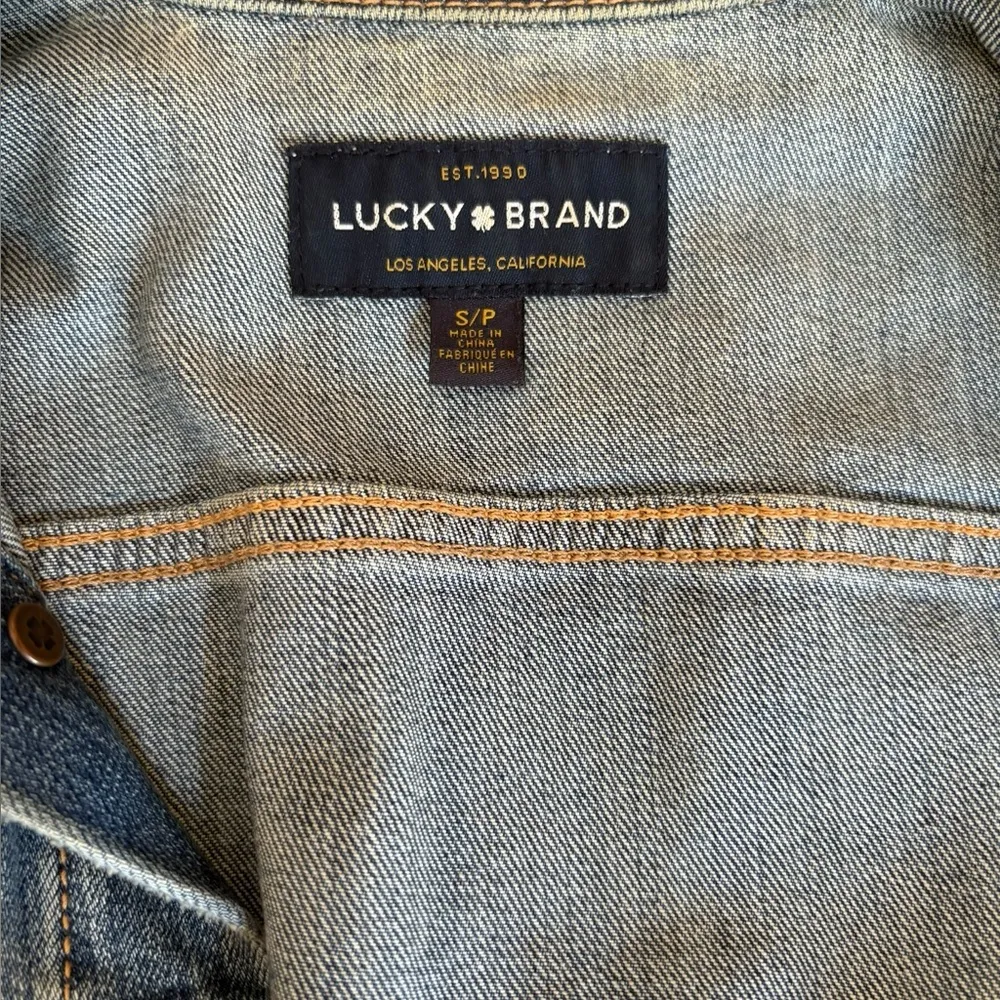 EST.1990
LUCKY BRAND
LOS ANGELES, CALIFORNIA
S/P
MADE IN
CHINA
FABRIQUÉ EN
CHINE